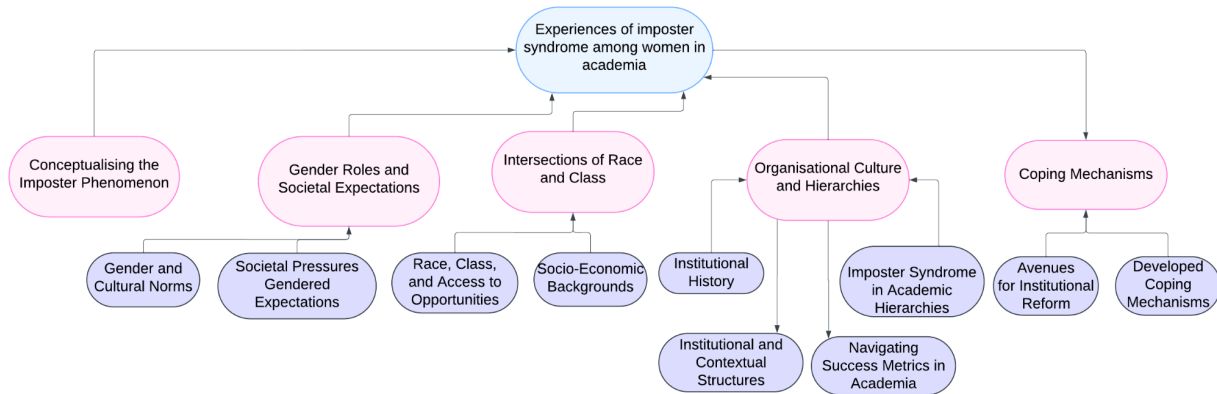 Experiences of imposter
syndrome among women in
academia
Conceptualising the
Imposter Phenomenon
Gender Roles and
Societal Expectations
Intersections of Race
and Class
Organisational Culture
and Hierarchies
Coping Mechanisms
Gender and
Cultural Norms
Societal Pressures
Gendered
Expectations
Race, Class,
and Access to
Opportunities
Socio-Economic
Backgrounds
Institutional
History
Imposter Syndrome
in Academic
Hierarchies
Avenues
for Institutional
Reform
Developed
Coping
Mechanisms
Institutional and
Contextual
Structures
Navigating
Success Metrics in
Academia